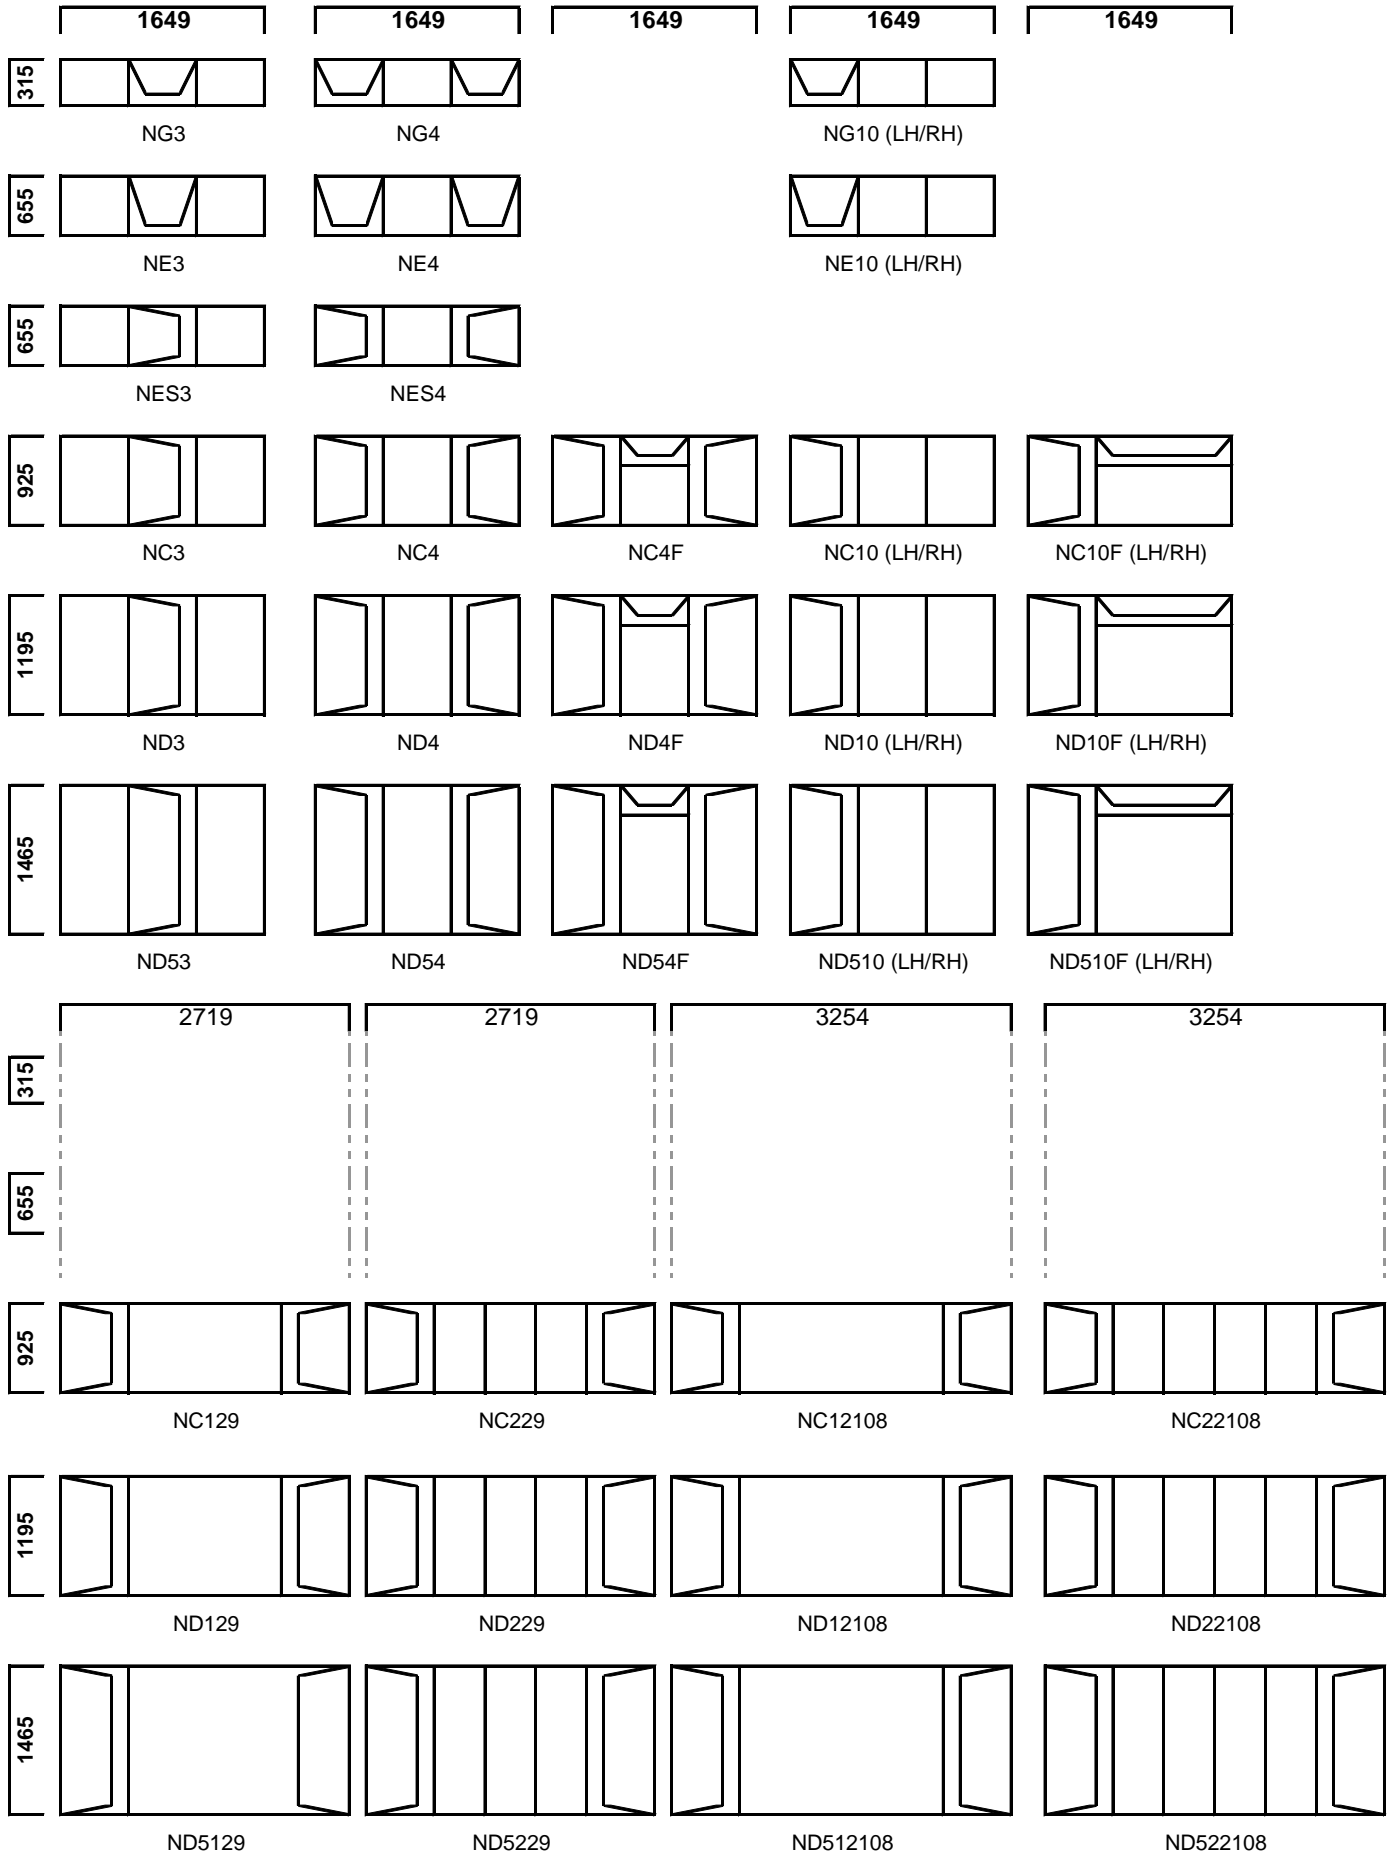 1649 1649 1649 1649 1649
315
NG3 NG4 NG10 (LH/RH)
655
NE3 NE4 NE10 (LH/RH)
655
NES3 NES4
925
NC3 NC4 NC4F NC10 (LH/RH) NC10F (LH/RH)
1195
ND3 ND4 ND4F ND10 (LH/RH) ND10F (LH/RH)
1465
ND53 ND54 ND54F ND510 (LH/RH) ND510F (LH/RH)
2719 2719 3254 3254
315
655
925
NC129 NC229 NC12108 NC22108
1195
ND129 ND229 ND12108 ND22108
1465
ND5129 ND5229 ND512108 ND522108